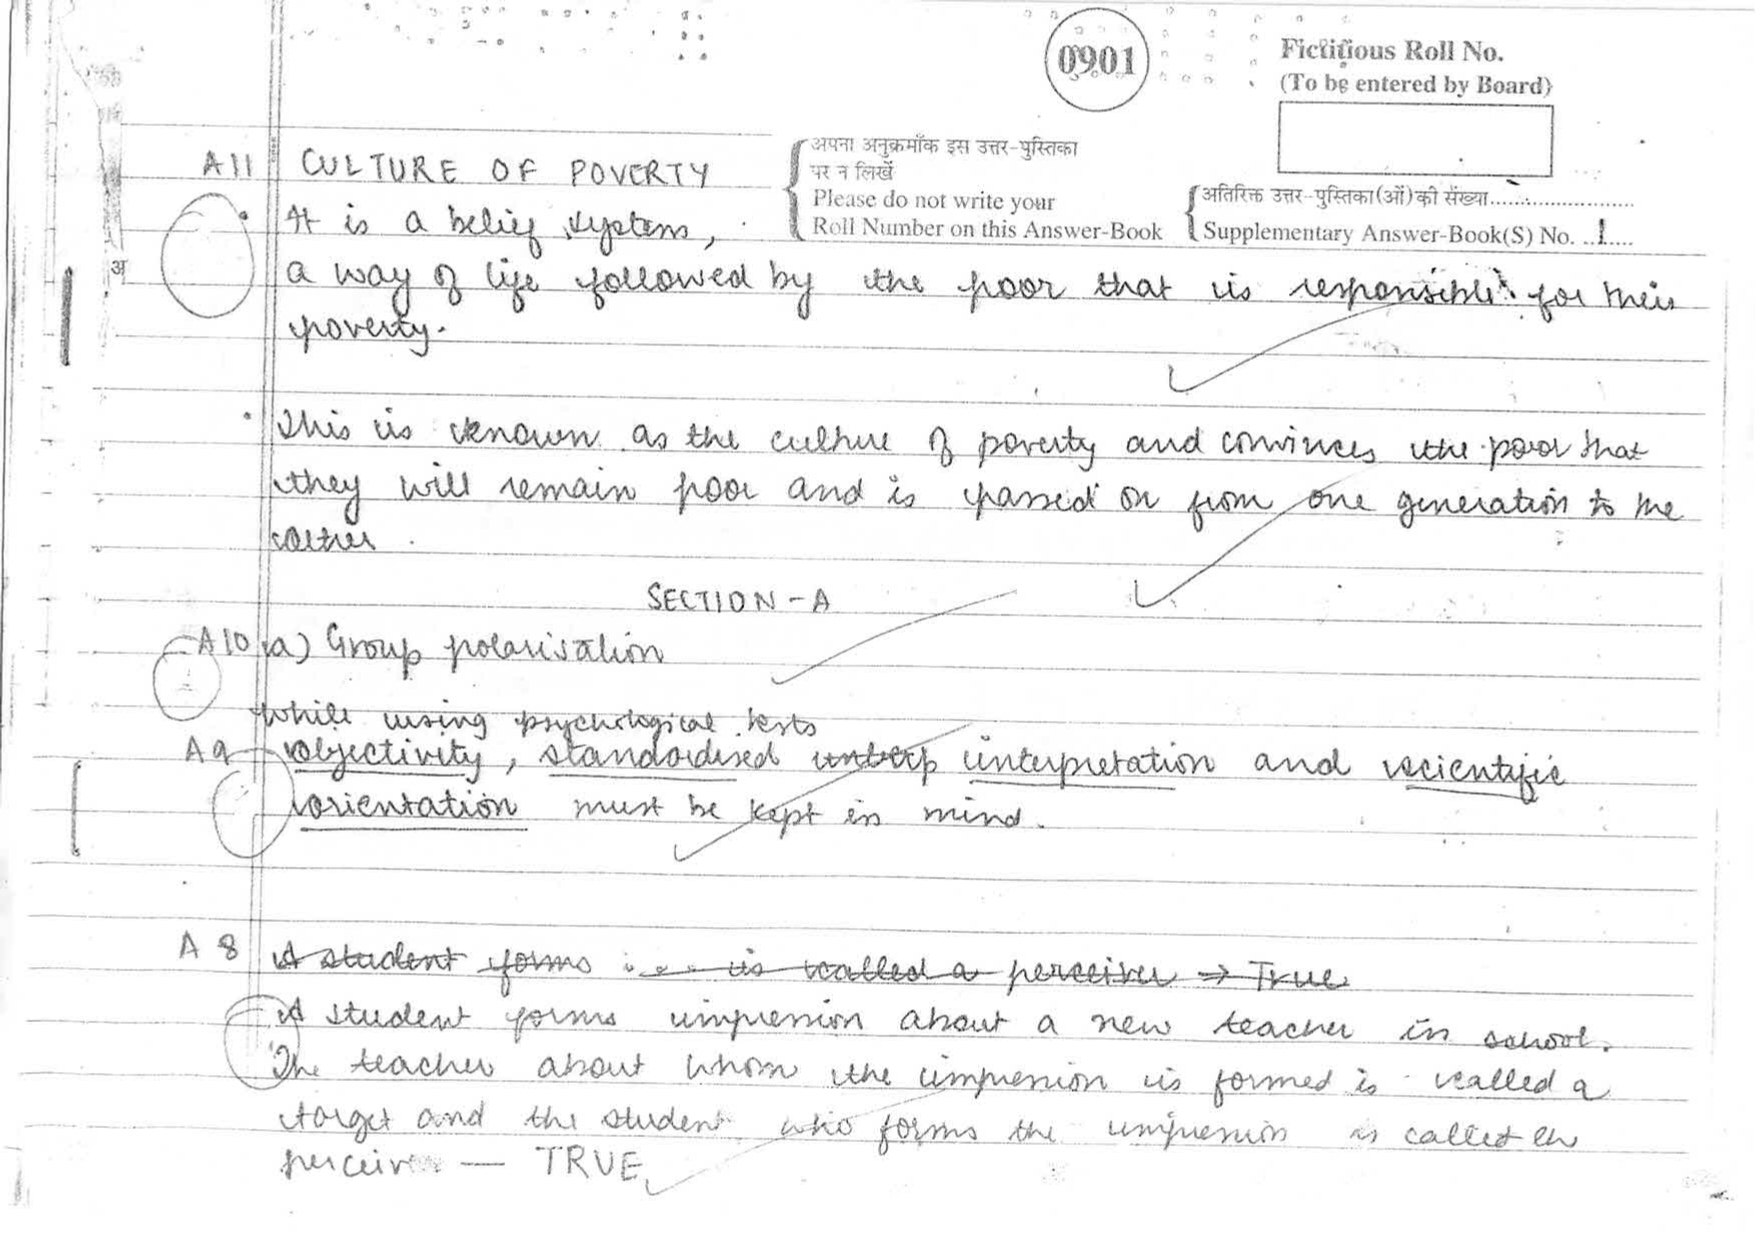 0901
Fictitious Roll No.
(To be entered by Board)
अपना अनुक्रमाँक इस उत्तर-पुस्तिका
पर न लिखें
Please do not write your
Roll Number on this Answer-Book
अतिरिक्त उत्तर-पुस्तिका(ओं) की संख्या
Supplementary Answer-Book(S) No. ..1....
A11 CULTURE OF POVERTY
• It is a belief system,
a way of life followed by the poor that is responsible for their
poverty.
अ
• This is known as the culture of poverty and convinces the poor that
they will remain poor and is passed on from one generation to the
other.
SECTION - A
A10 (a) Group polarisation
while using psychological tests
A9 objectivity, standardised interpretation and scientific
orientation must be kept in mind.
A8 A student forms ... is called a perceiver → True
A student forms impression about a new teacher in school.
The teacher about whom the impression is formed is called a
target and the student who forms the impression is called the
perceiver — TRUE